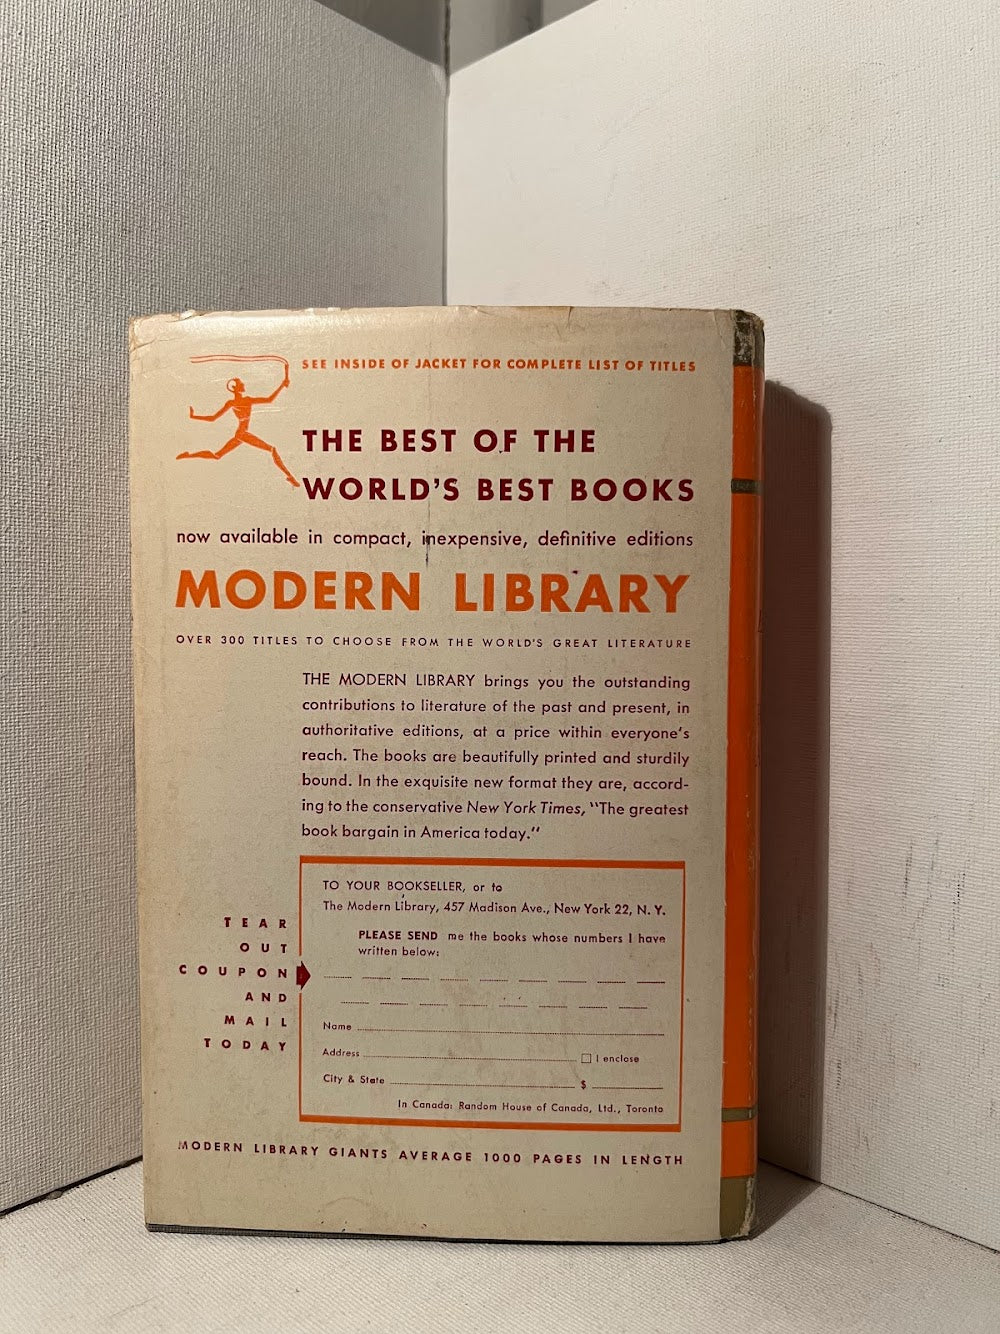 SEE INSIDE OF JACKET FOR COMPLETE LIST OF TITLES
THE BEST OF THE
WORLD'S BEST BOOKS
now available in compact, inexpensive, definitive editions
MODERN LIBRARY
OVER 300 TITLES TO CHOOSE FROM THE WORLD'S GREAT LITERATURE
THE MODERN LIBRARY brings you the outstanding
contributions to literature of the past and present, in
authoritative editions, at a price within everyone's
reach. The books are beautifully printed and sturdily
bound. In the exquisite new format they are, accord-
ing to the conservative New York Times, "The greatest
book bargain in America today."
TEAR
OUT
COUPON
AND
MAIL
TODAY
TO YOUR BOOKSELLER, or to
The Modern Library, 457 Madison Ave., New York 22, N. Y.
PLEASE SEND me the books whose numbers I have
written below:
Name
Address I enclose
City & State $
In Canada: Random House of Canada, Ltd., Toronto
MODERN LIBRARY GIANTS AVERAGE 1000 PAGES IN LENGTH